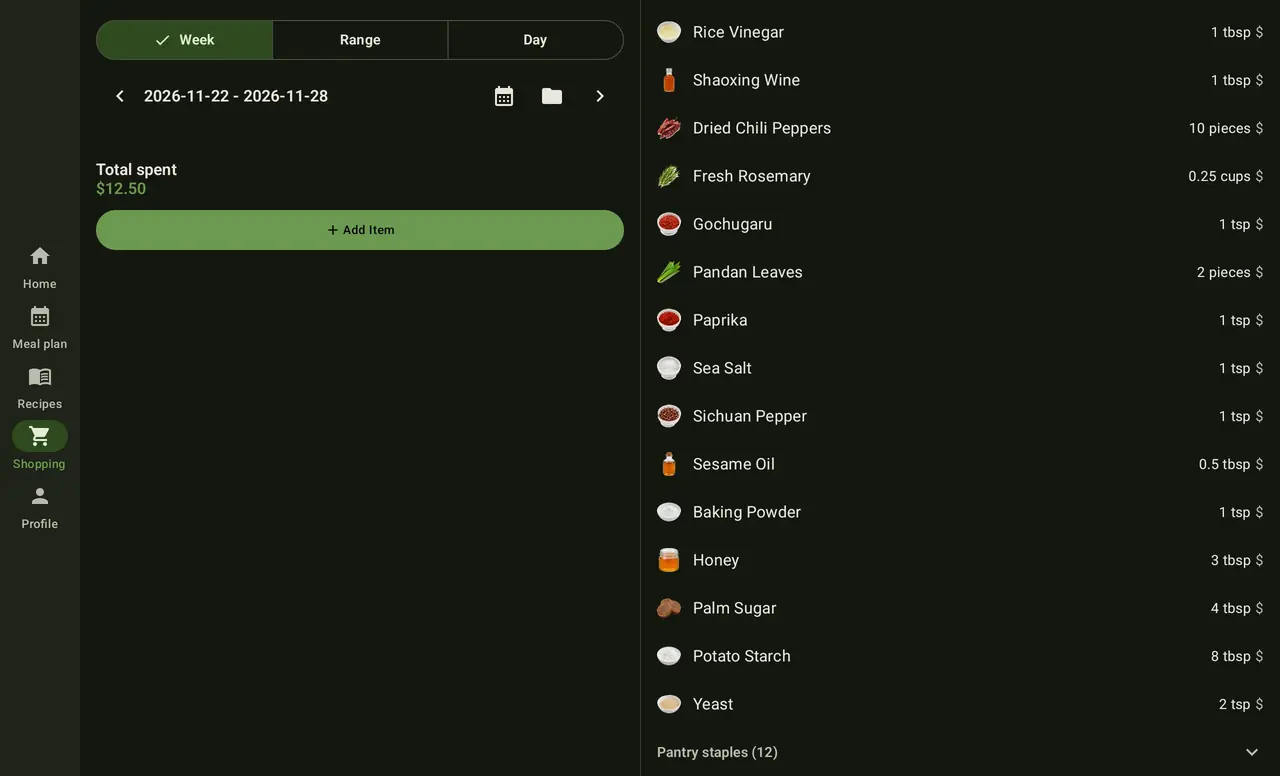 Week
Range
Day
2026-11-22 - 2026-11-28
Total spent
$12.50
+ Add Item
Home
Meal plan
Recipes
Shopping
Profile
Rice Vinegar 1 tbsp $
Shaoxing Wine 1 tbsp $
Dried Chili Peppers 10 pieces $
Fresh Rosemary 0.25 cups $
Gochugaru 1 tsp $
Pandan Leaves 2 pieces $
Paprika 1 tsp $
Sea Salt 1 tsp $
Sichuan Pepper 1 tsp $
Sesame Oil 0.5 tbsp $
Baking Powder 1 tsp $
Honey 3 tbsp $
Palm Sugar 4 tbsp $
Potato Starch 8 tbsp $
Yeast 2 tsp $
Pantry staples (12)